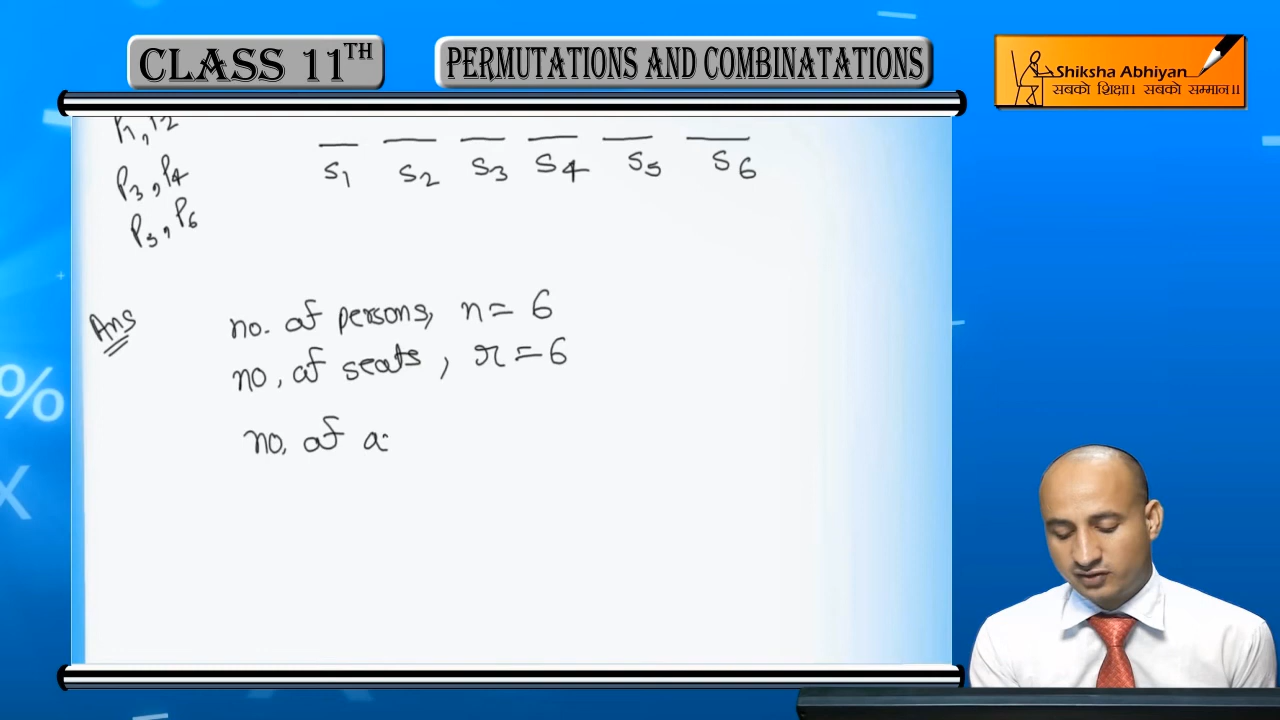 CLASS 11TH
PERMUTATIONS AND COMBINATATIONS
Shiksha Abhiyan
सबको शिक्षा। सबको सम्मान॥
S1 S2 S3 S4 S5 S6
P3, P4
P5, P6
Ans
no. of persons, n = 6
no. of seats, r = 6
no. of a
%
X